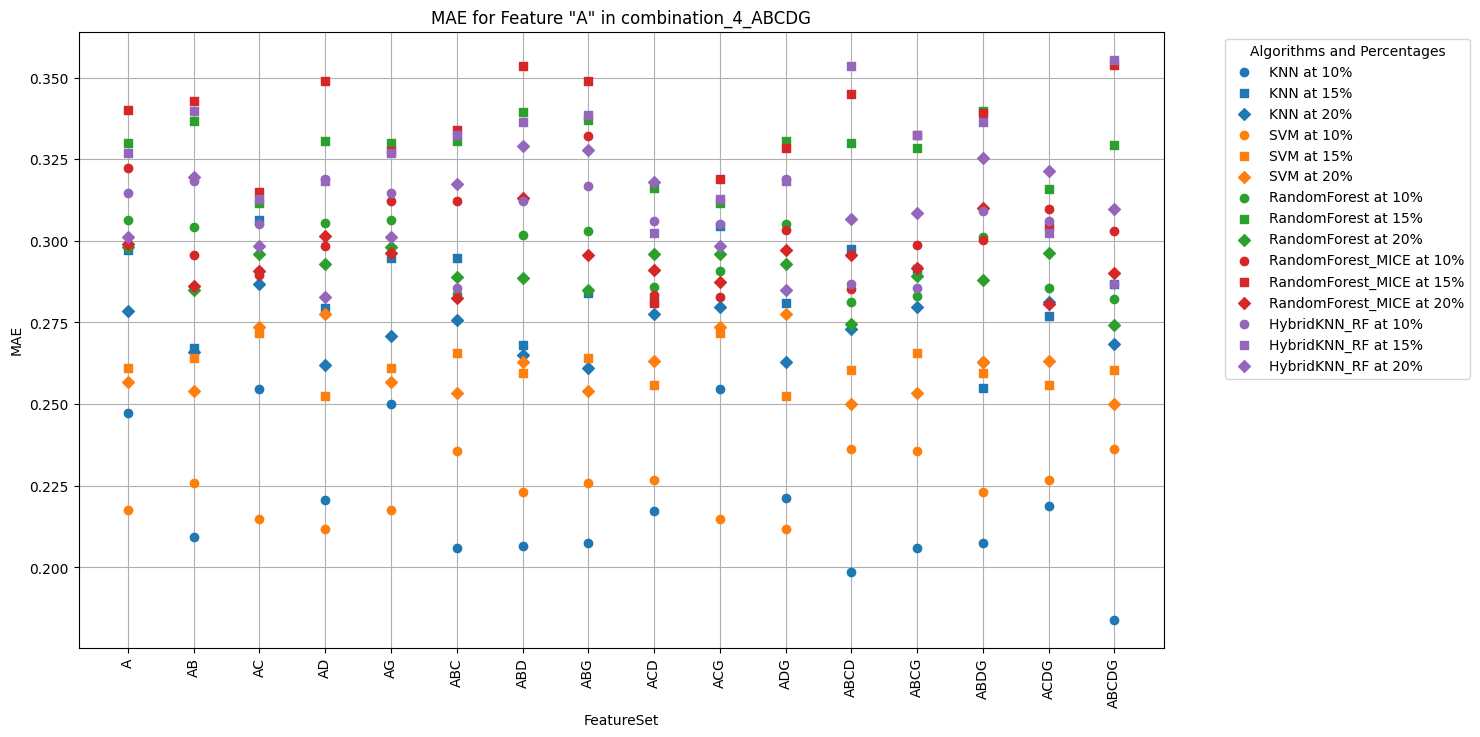 MAE for Feature "A" in combination_4_ABCDG
MAE
0.350
0.325
0.300
0.275
0.250
0.225
0.200
A
AB
AC
AD
AG
ABC
ABD
ABG
ACD
ACG
ADG
ABCD
ABCG
ABDG
ACDG
ABCDG
FeatureSet
Algorithms and Percentages
KNN at 10%
KNN at 15%
KNN at 20%
SVM at 10%
SVM at 15%
SVM at 20%
RandomForest at 10%
RandomForest at 15%
RandomForest at 20%
RandomForest_MICE at 10%
RandomForest_MICE at 15%
RandomForest_MICE at 20%
HybridKNN_RF at 10%
HybridKNN_RF at 15%
HybridKNN_RF at 20%